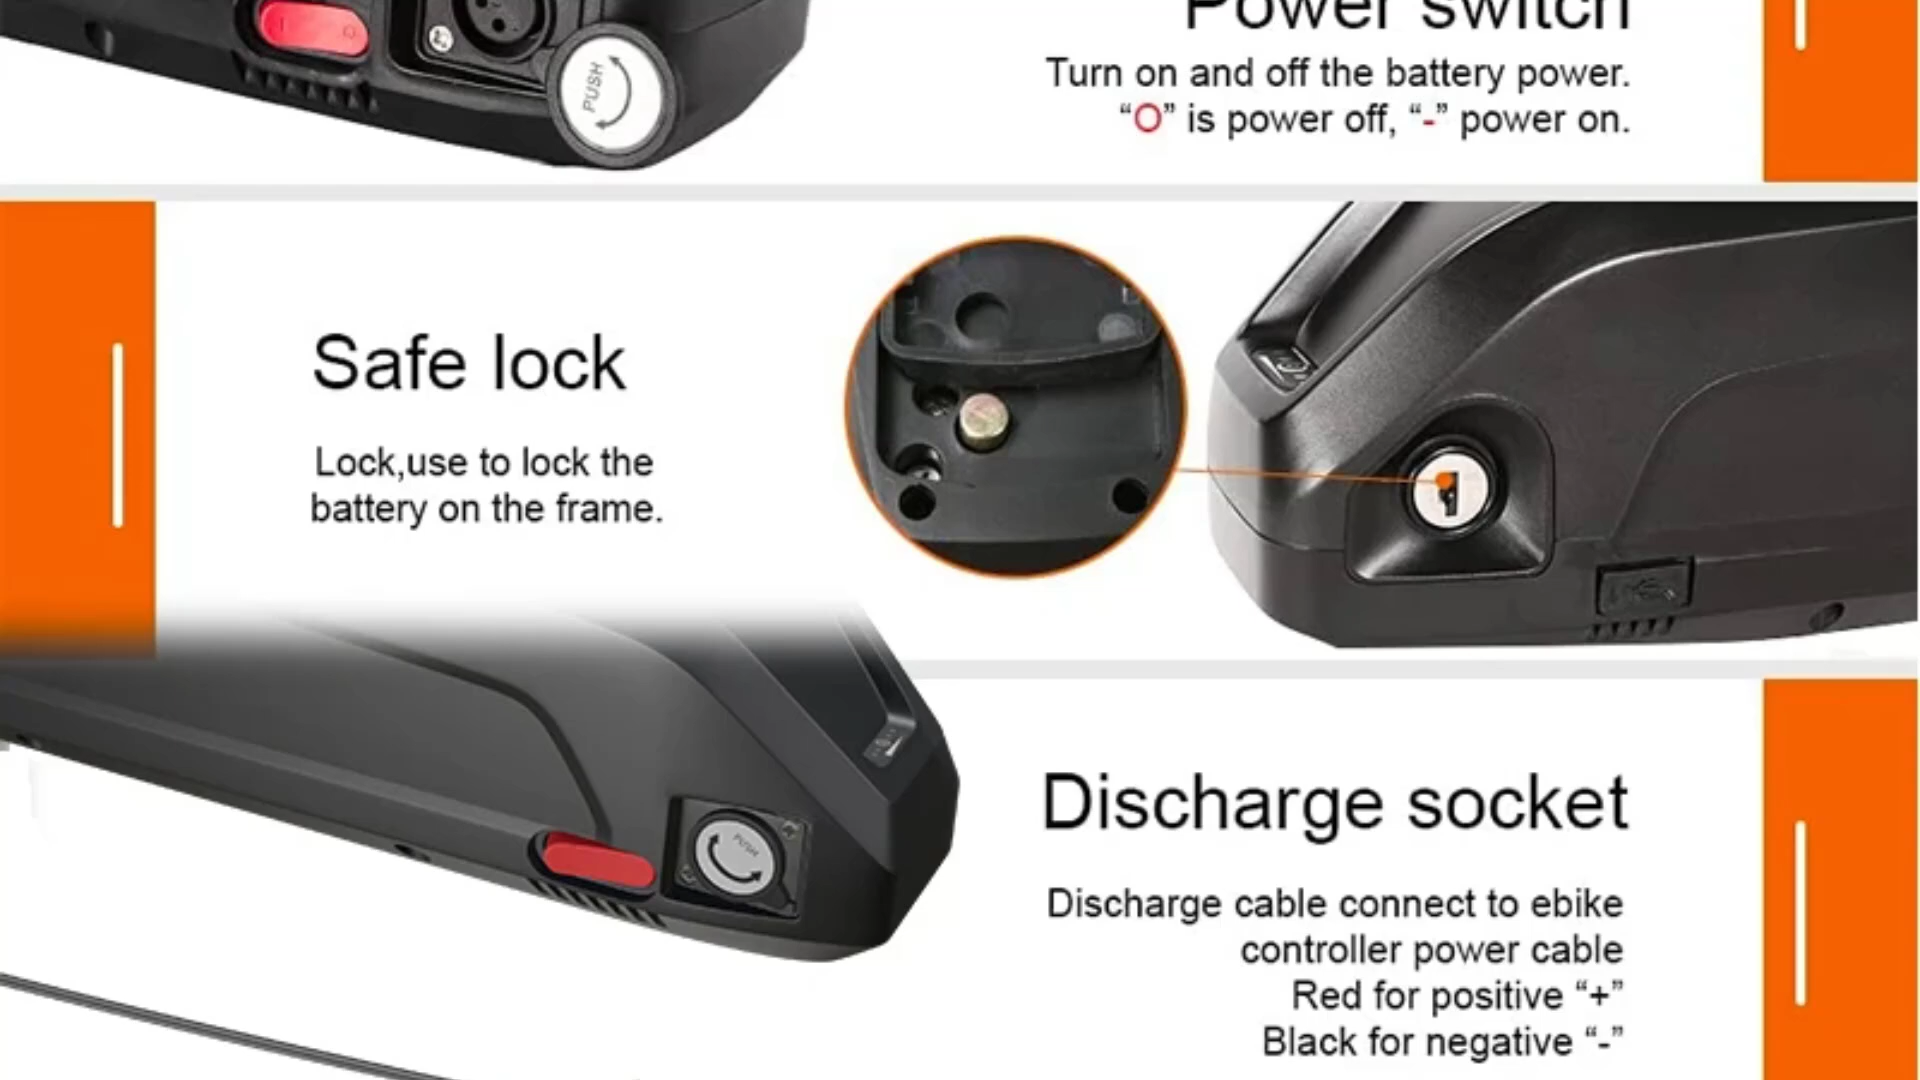 Power switch
Turn on and off the battery power.
“O” is power off, “-” power on.
PUSH
Safe lock
Lock,use to lock the
battery on the frame.
PUSH
Discharge socket
Discharge cable connect to ebike
controller power cable
Red for positive “+”
Black for negative “-”